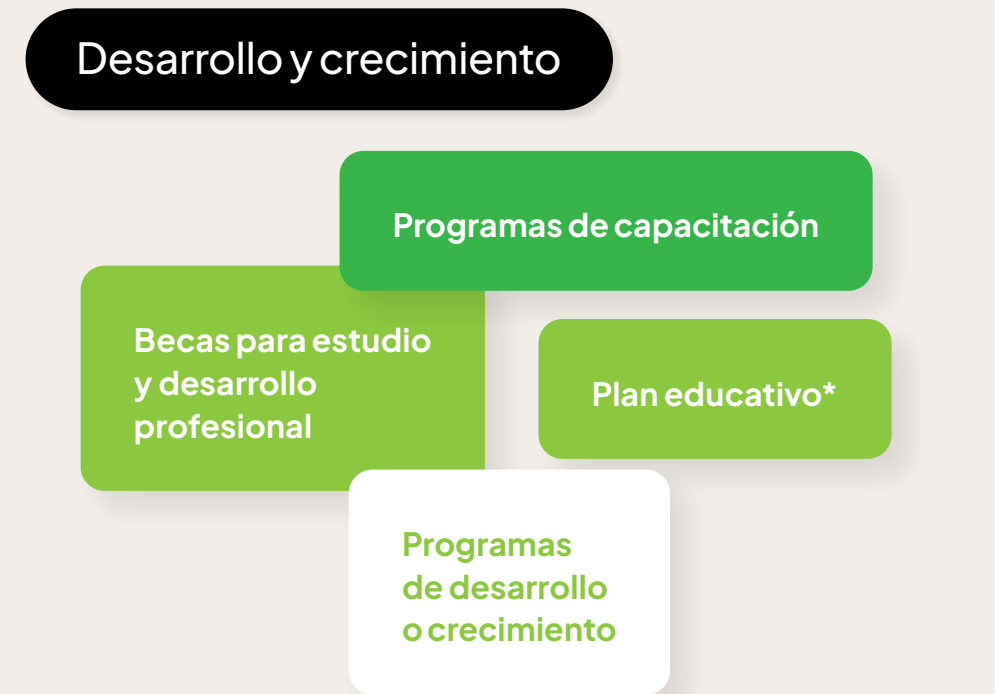 Desarrollo y crecimiento
Programas de capacitación
Becas para estudio
y desarrollo
profesional
Plan educativo*
Programas
de desarrollo
o crecimiento